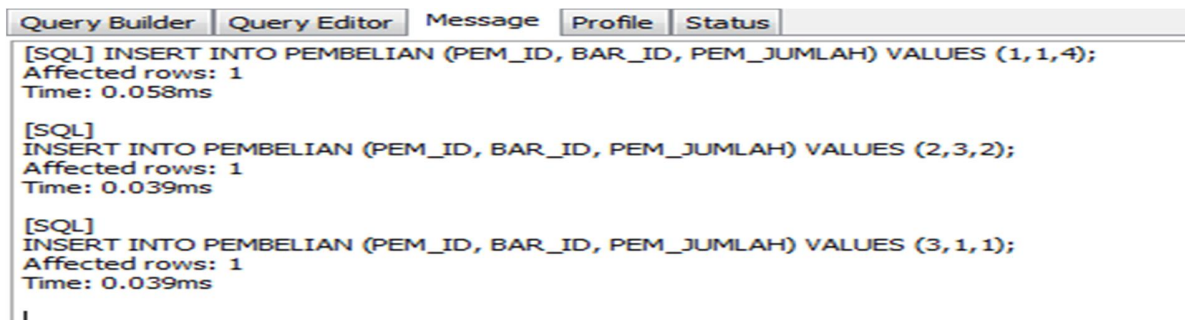 Query Builder Query Editor Message Profile Status
[SQL] INSERT INTO PEMBELIAN (PEM_ID, BAR_ID, PEM_JUMLAH) VALUES (1,1,4);
Affected rows: 1
Time: 0.058ms
[SQL]
INSERT INTO PEMBELIAN (PEM_ID, BAR_ID, PEM_JUMLAH) VALUES (2,3,2);
Affected rows: 1
Time: 0.039ms
[SQL]
INSERT INTO PEMBELIAN (PEM_ID, BAR_ID, PEM_JUMLAH) VALUES (3,1,1);
Affected rows: 1
Time: 0.039ms